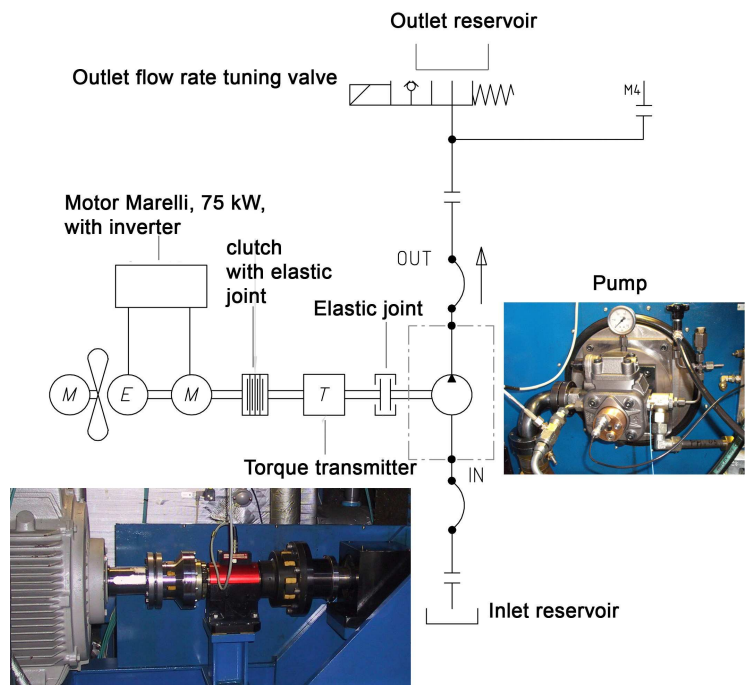 Outlet reservoir
Outlet flow rate tuning valve
M4
Motor Marelli, 75 kW,
with inverter
clutch
with elastic
joint
OUT
Elastic joint
Pump
M
E
M
T
Torque transmitter
IN
Inlet reservoir